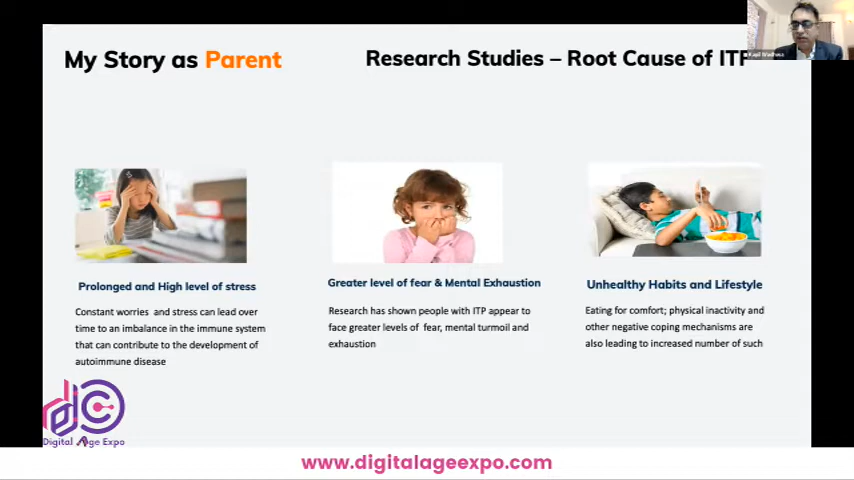 My Story as Parent
Research Studies – Root Cause of ITP
Prolonged and High level of stress
Constant worries and stress can lead over
time to an imbalance in the immune system
that can contribute to the development of
autoimmune disease
Greater level of fear & Mental Exhaustion
Research has shown people with ITP appear to
face greater levels of fear, mental turmoil and
exhaustion
Unhealthy Habits and Lifestyle
Eating for comfort; physical inactivity and
other negative coping mechanisms are
also leading to increased number of such
Digital Age Expo
www.digitalageexpo.com